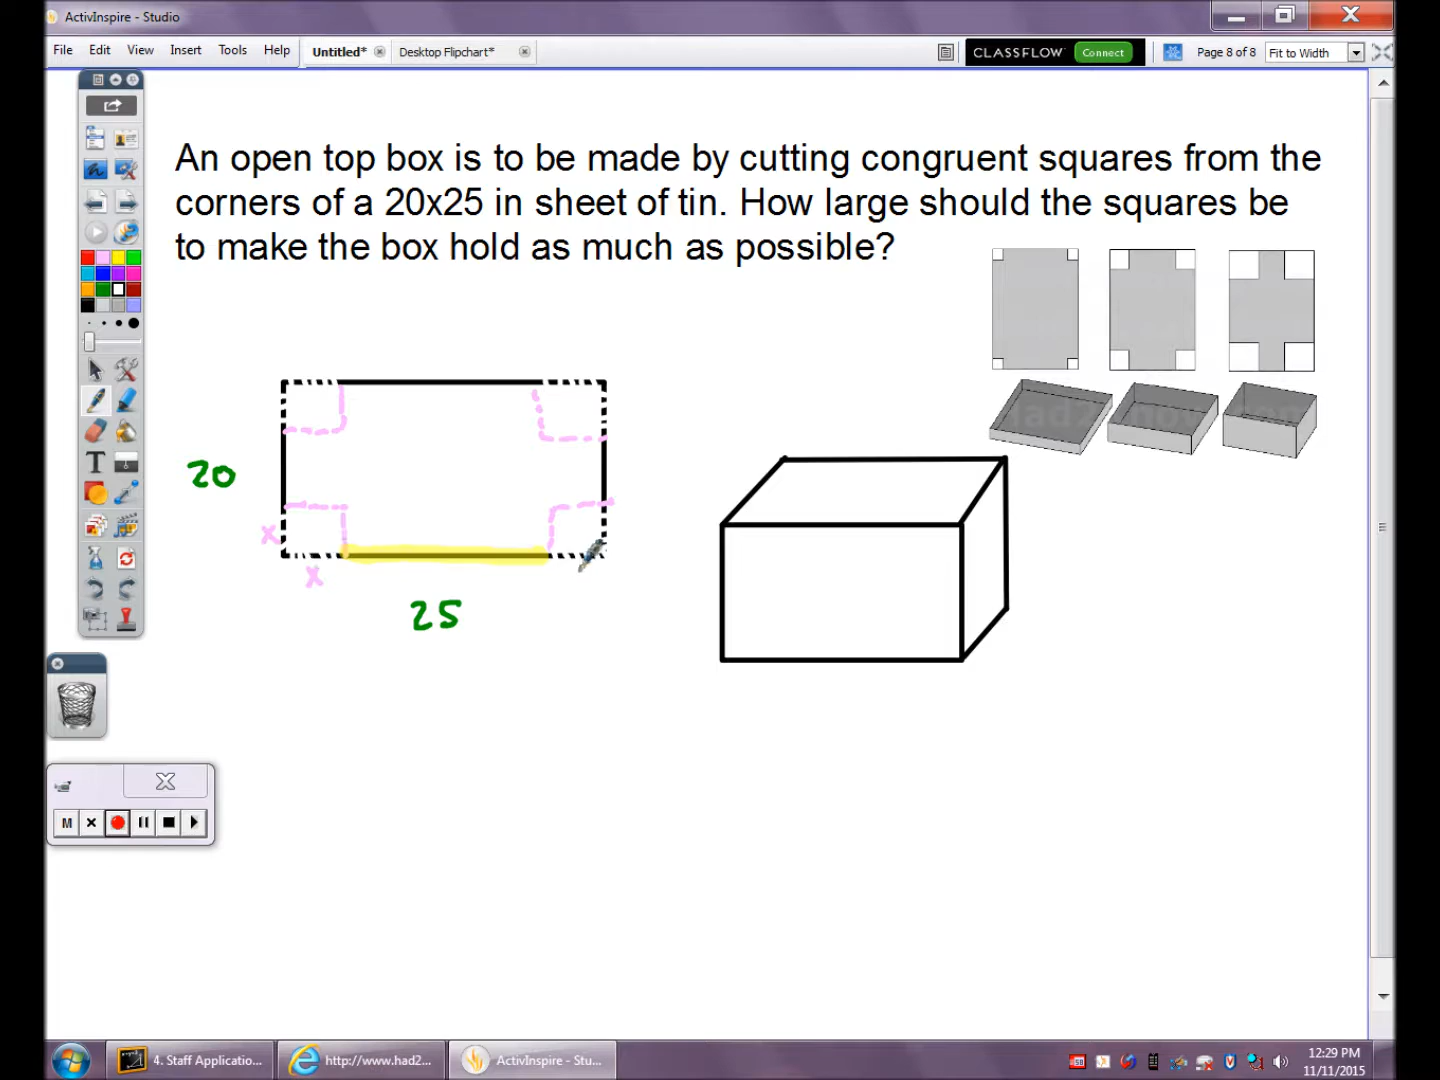 ActivInspire - Studio
File Edit View Insert Tools Help Untitled* Desktop Flipchart* CLASSFLOW Connect Page 8 of 8 Fit to Width
An open top box is to be made by cutting congruent squares from the
corners of a 20x25 in sheet of tin. How large should the squares be
to make the box hold as much as possible?
20
x
x
25
M
4. Staff Applicatio... http://www.had2... ActivInspire - Stu... 12:29 PM
11/11/2015